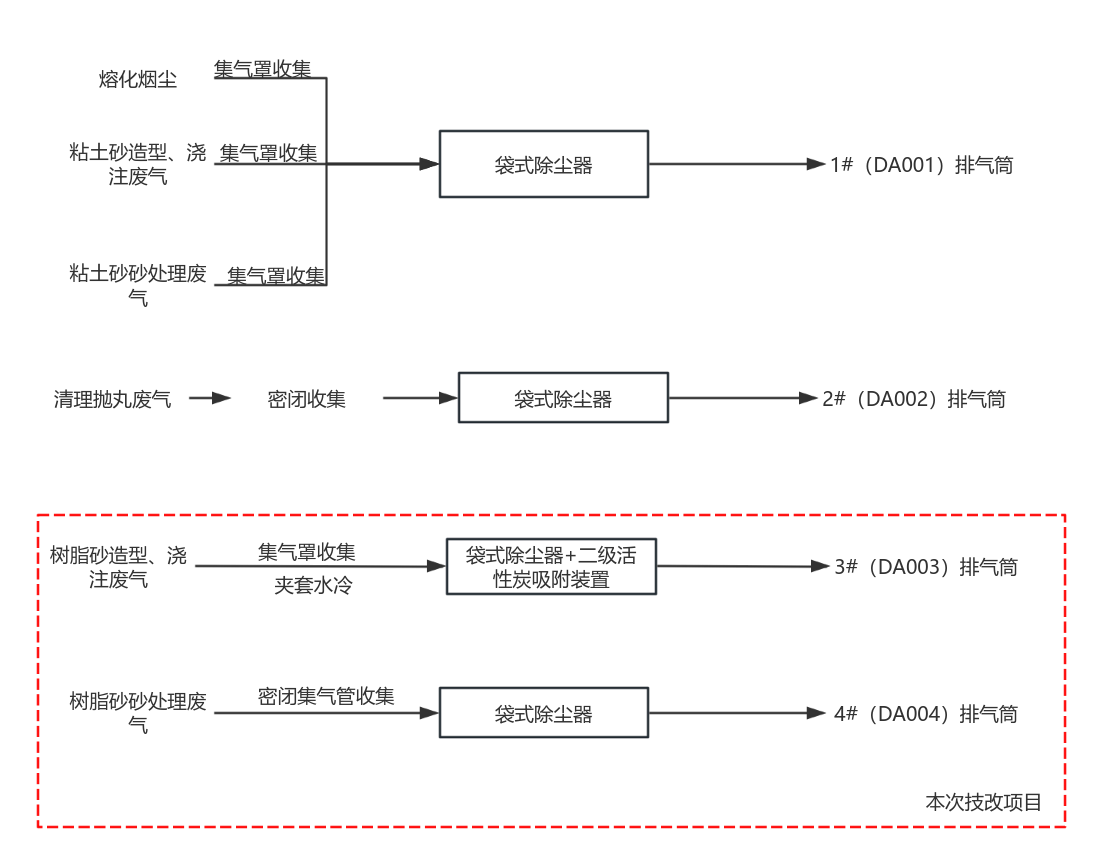 熔化烟尘
集气罩收集
粘土砂造型、浇
注废气
集气罩收集
粘土砂砂处理废
气
集气罩收集
袋式除尘器
1#（DA001）排气筒
清理抛丸废气
密闭收集
袋式除尘器
2#（DA002）排气筒
树脂砂造型、浇
注废气
集气罩收集
夹套水冷
袋式除尘器+二级活
性炭吸附装置
3#（DA003）排气筒
树脂砂砂处理废
气
密闭集气管收集
袋式除尘器
4#（DA004）排气筒
本次技改项目